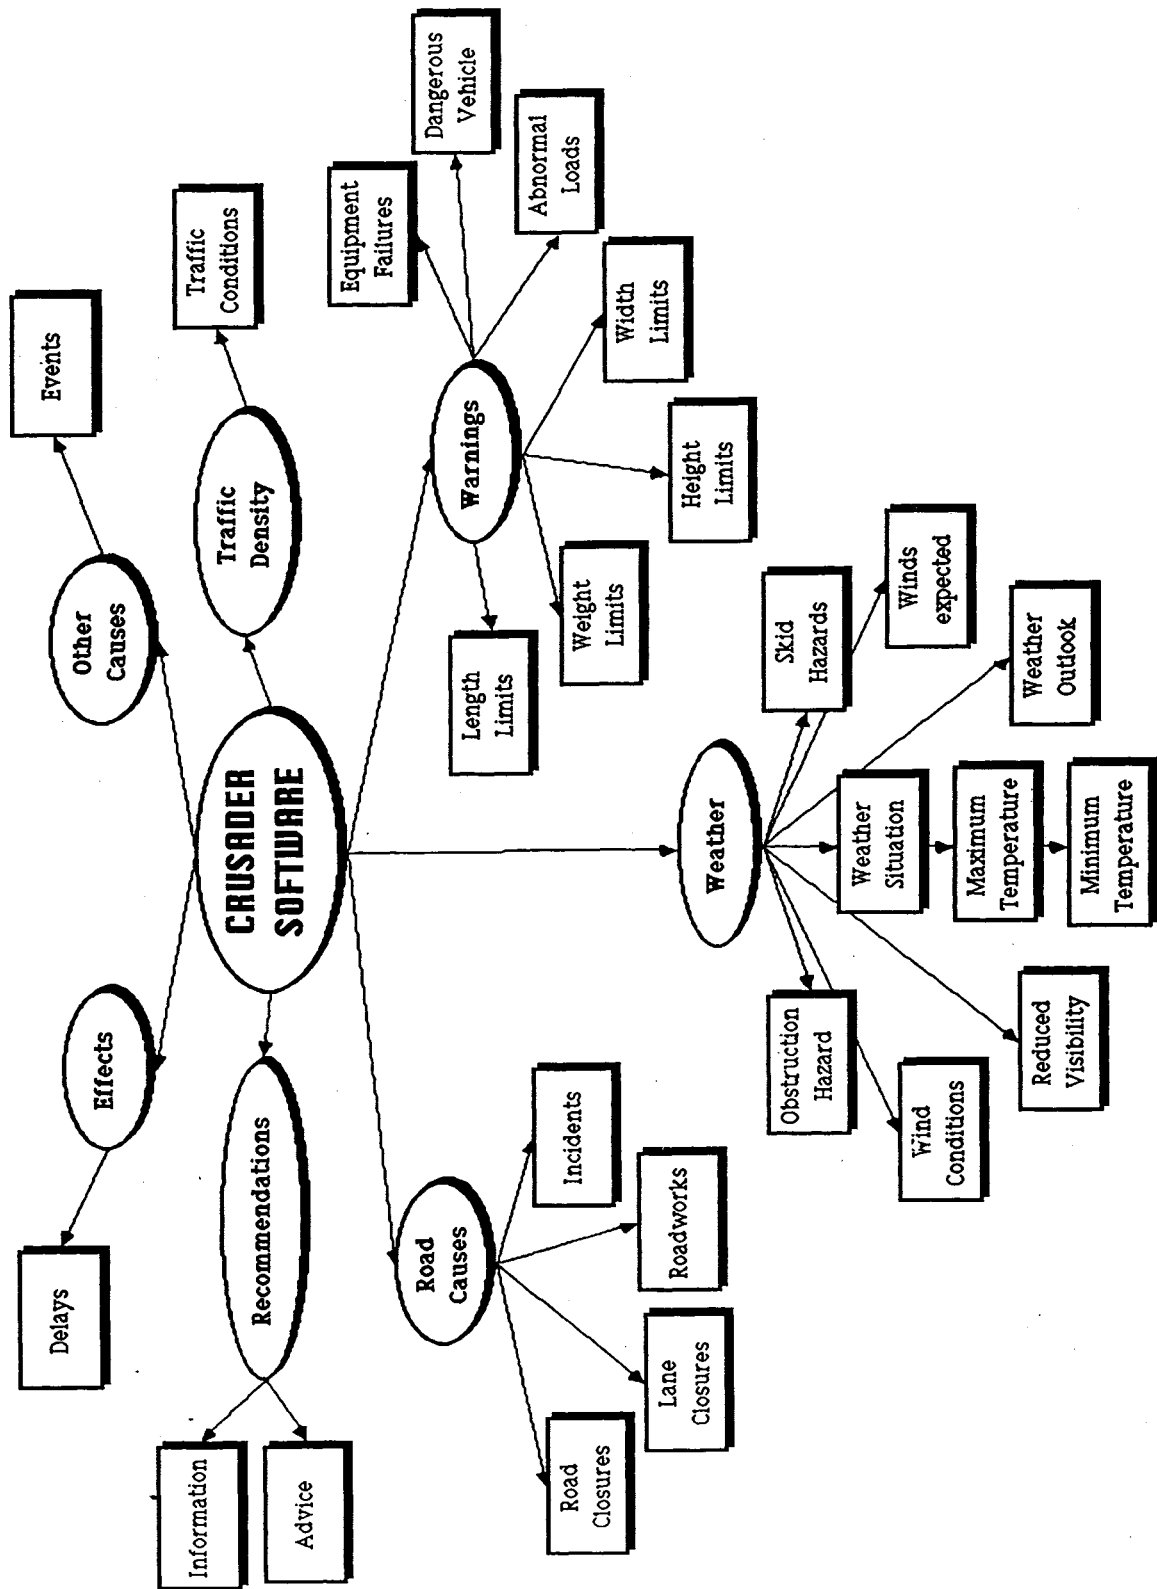 Delays
Effects
Other
Causes
Events
Information
Advice
Recommendations
CRUSADER
SOFTWARE
Traffic
Density
Traffic
Conditions
Road
Causes
Road
Closures
Lane
Closures
Roadworks
Incidents
Warnings
Length
Limits
Weight
Limits
Height
Limits
Width
Limits
Abnormal
Loads
Equipment
Failures
Dangerous
Vehicle
Weather
Obstruction
Hazard
Wind
Conditions
Reduced
Visibility
Weather
Situation
Maximum
Temperature
Minimum
Temperature
Weather
Outlook
Skid
Hazards
Winds
expected